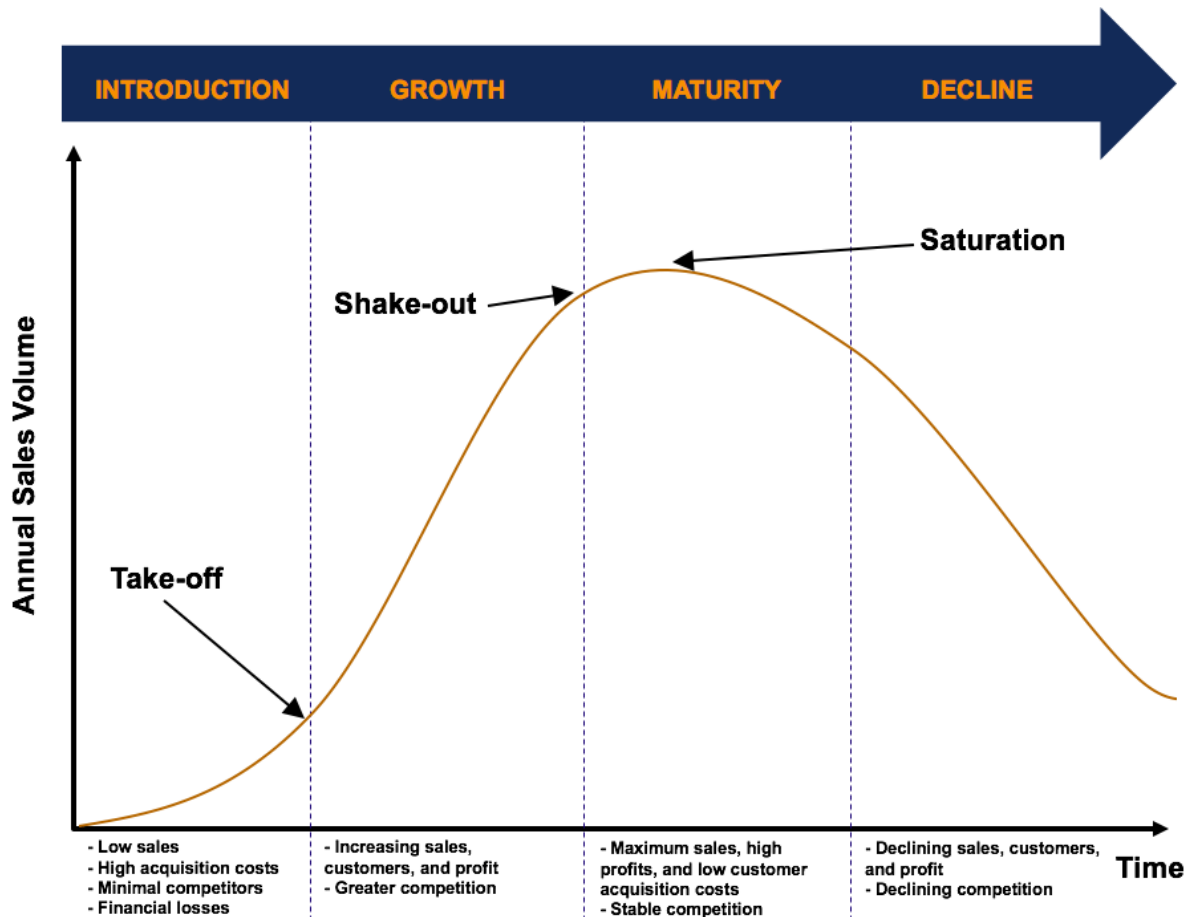 INTRODUCTION GROWTH MATURITY DECLINE
Saturation
Shake-out
Annual Sales Volume
Take-off
- Low sales
- High acquisition costs
- Minimal competitors
- Financial losses
- Increasing sales,
customers, and profit
- Greater competition
- Maximum sales, high
profits, and low customer
acquisition costs
- Stable competition
- Declining sales, customers,
and profit
- Declining competition
Time